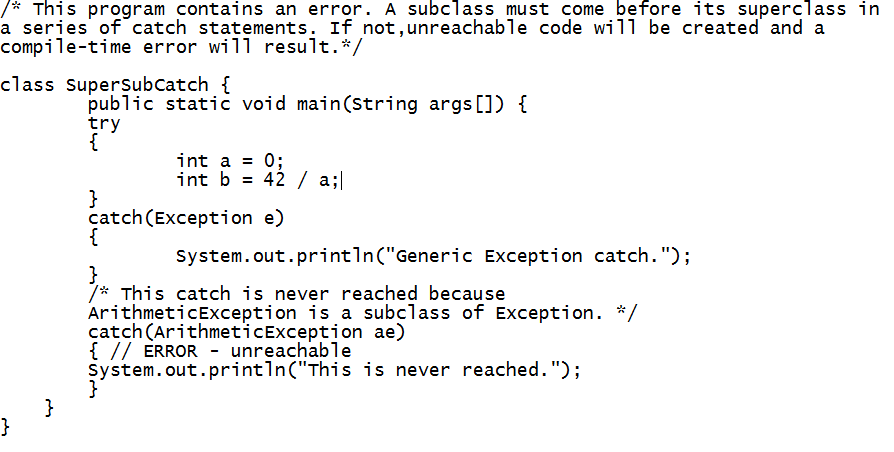 /* This program contains an error. A subclass must come before its superclass in
a series of catch statements. If not,unreachable code will be created and a
compile-time error will result.*/
class SuperSubCatch {
public static void main(String args[]) {
try
{
int a = 0;
int b = 42 / a;
}
catch(Exception e)
{
System.out.println("Generic Exception catch.");
}
/* This catch is never reached because
ArithmeticException is a subclass of Exception. */
catch(ArithmeticException ae)
{ // ERROR - unreachable
System.out.println("This is never reached.");
}
}
}